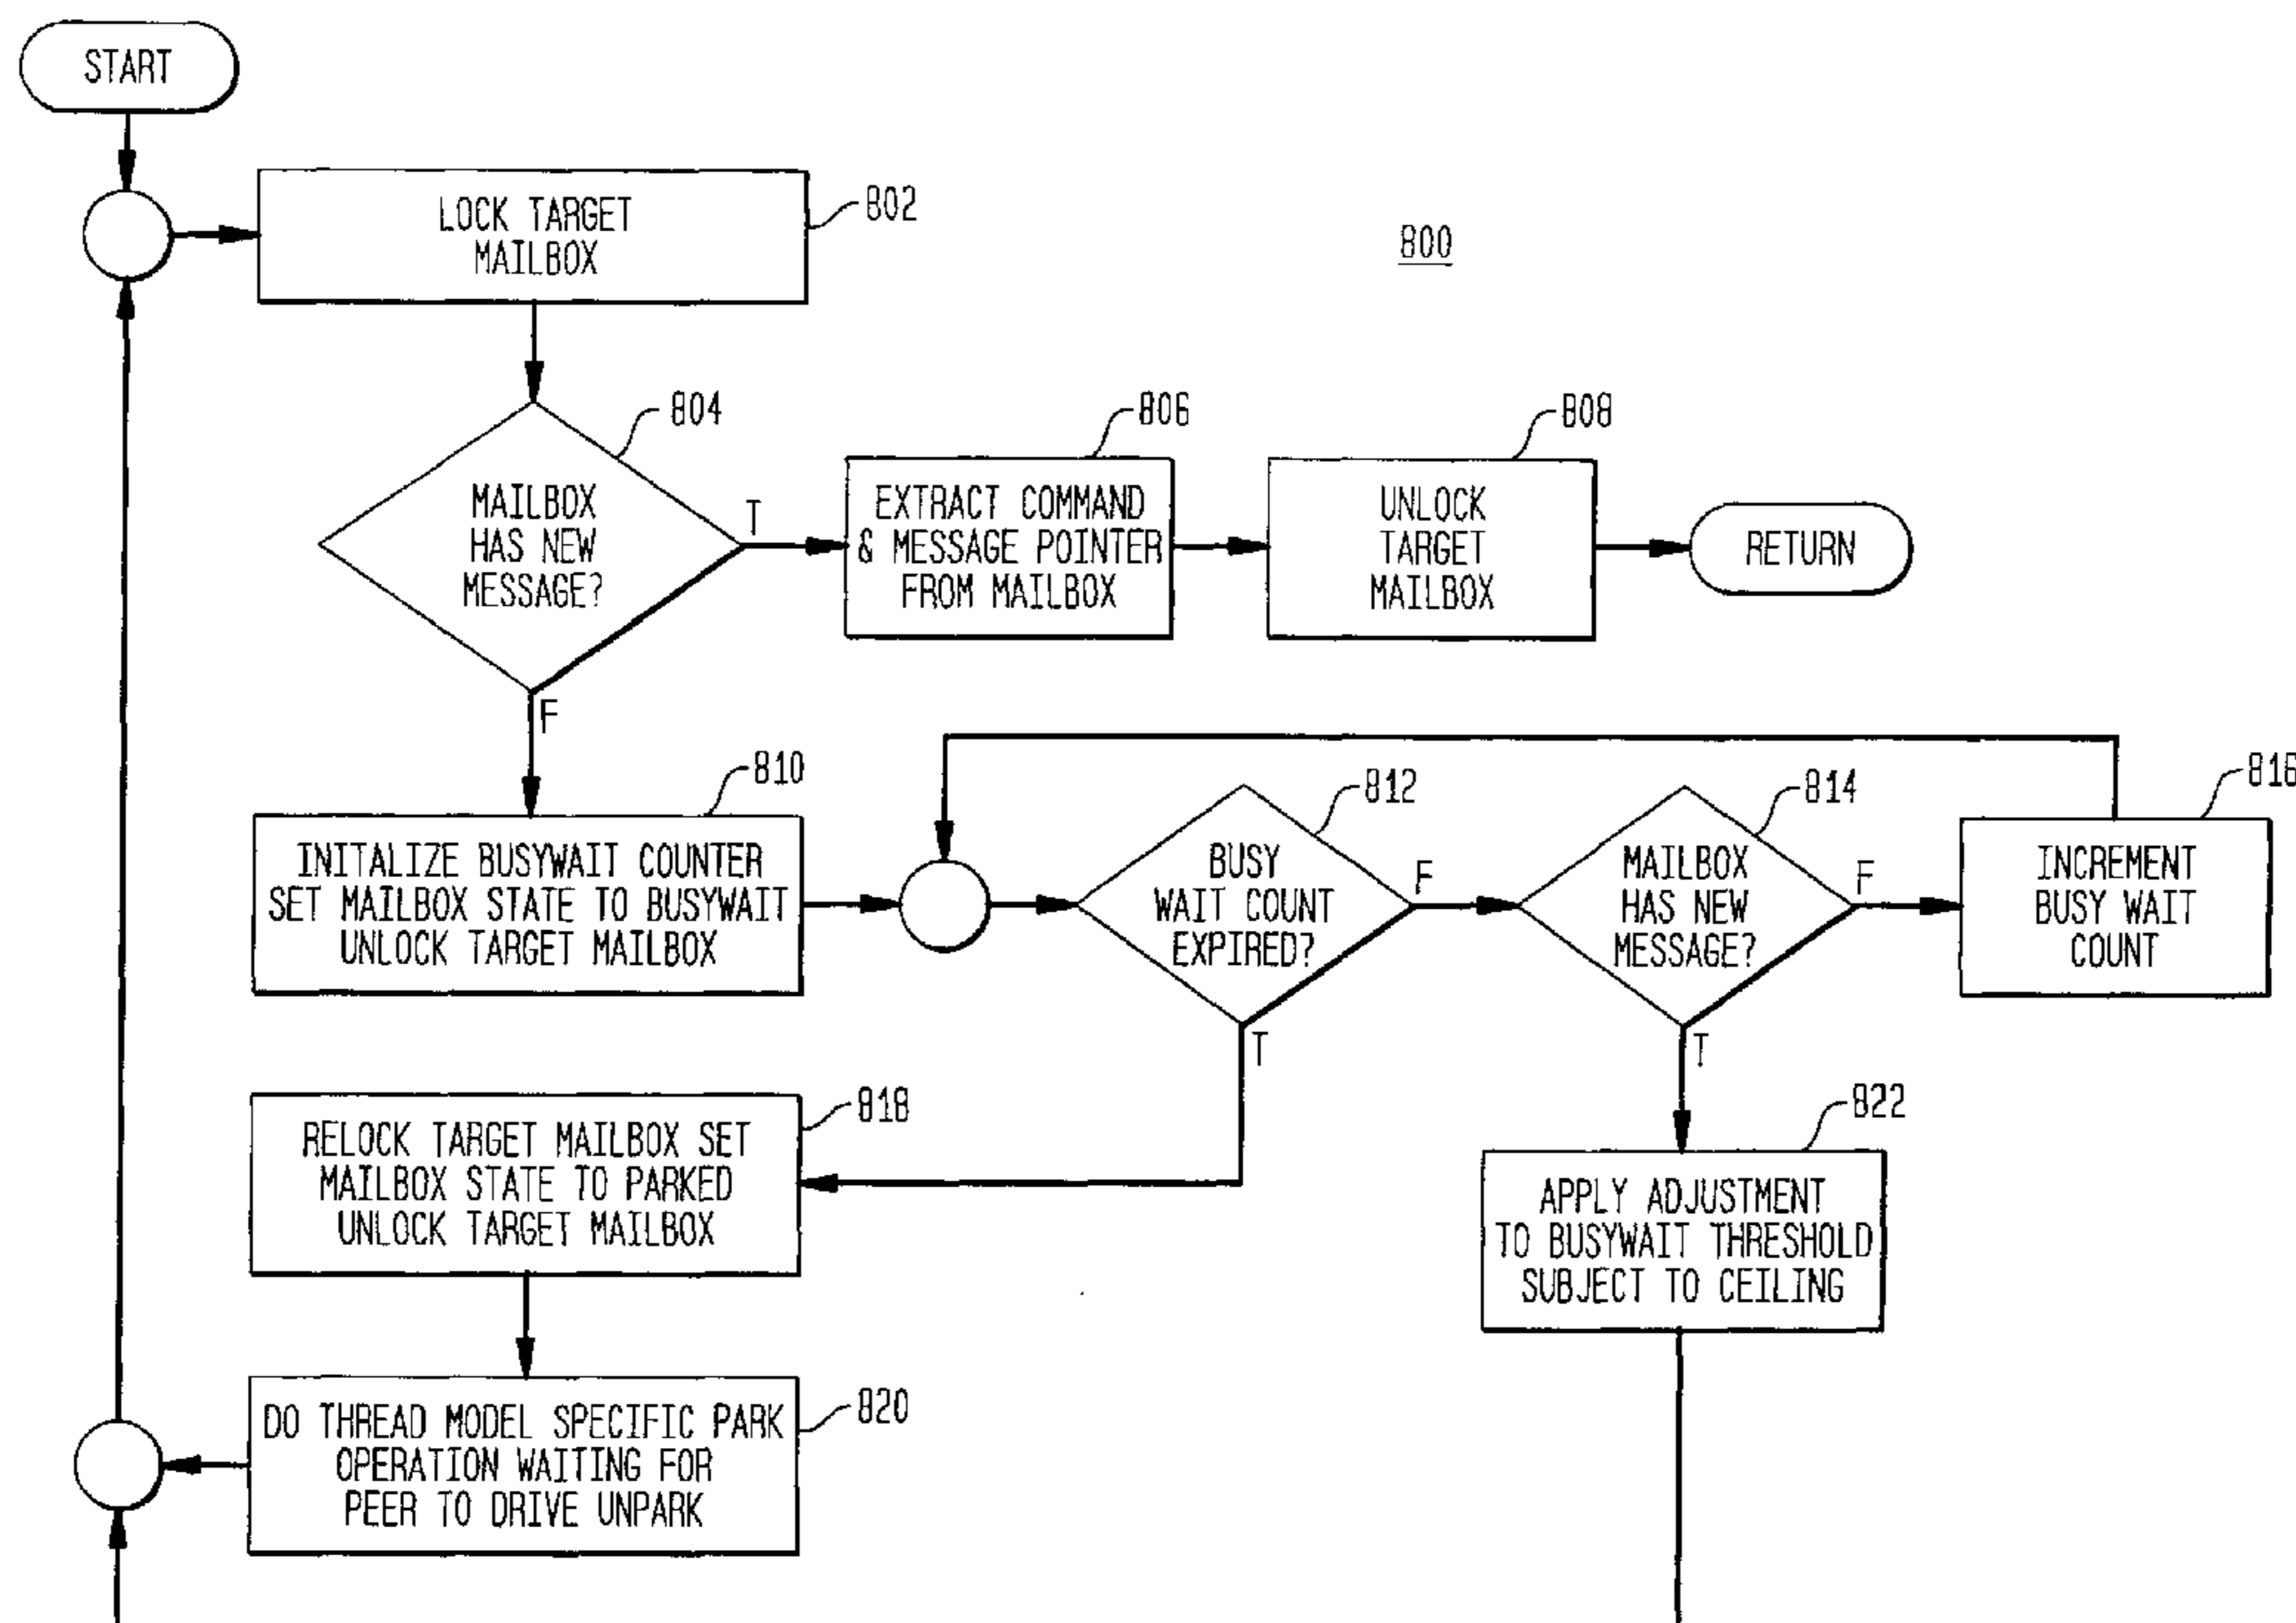 START
LOCK TARGET
MAILBOX
802
800
804
MAILBOX
HAS NEW
MESSAGE?
T
F
806
EXTRACT COMMAND
& MESSAGE POINTER
FROM MAILBOX
808
UNLOCK
TARGET
MAILBOX
RETURN
810
INITALIZE BUSYWAIT COUNTER
SET MAILBOX STATE TO BUSYWAIT
UNLOCK TARGET MAILBOX
812
BUSY
WAIT COUNT
EXPIRED?
F
T
814
MAILBOX
HAS NEW
MESSAGE?
F
T
816
INCREMENT
BUSY WAIT
COUNT
818
RELOCK TARGET MAILBOX SET
MAILBOX STATE TO PARKED
UNLOCK TARGET MAILBOX
822
APPLY ADJUSTMENT
TO BUSYWAIT THRESHOLD
SUBJECT TO CEILING
820
DO THREAD MODEL SPECIFIC PARK
OPERATION WAITING FOR
PEER TO DRIVE UNPARK